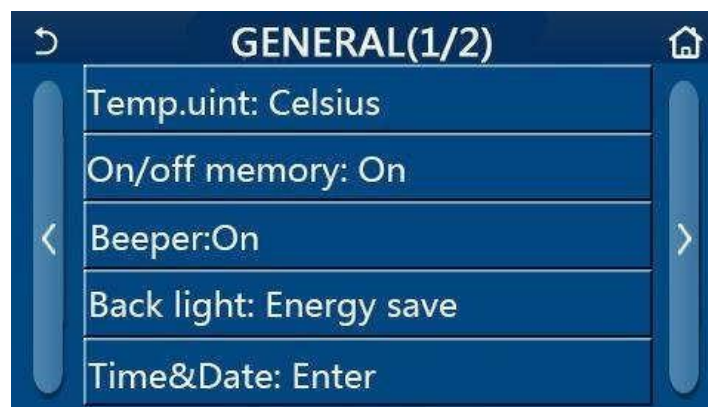 GENERAL(1/2)
Temp.uint: Celsius
On/off memory: On
Beeper:On
Back light: Energy save
Time&Date: Enter